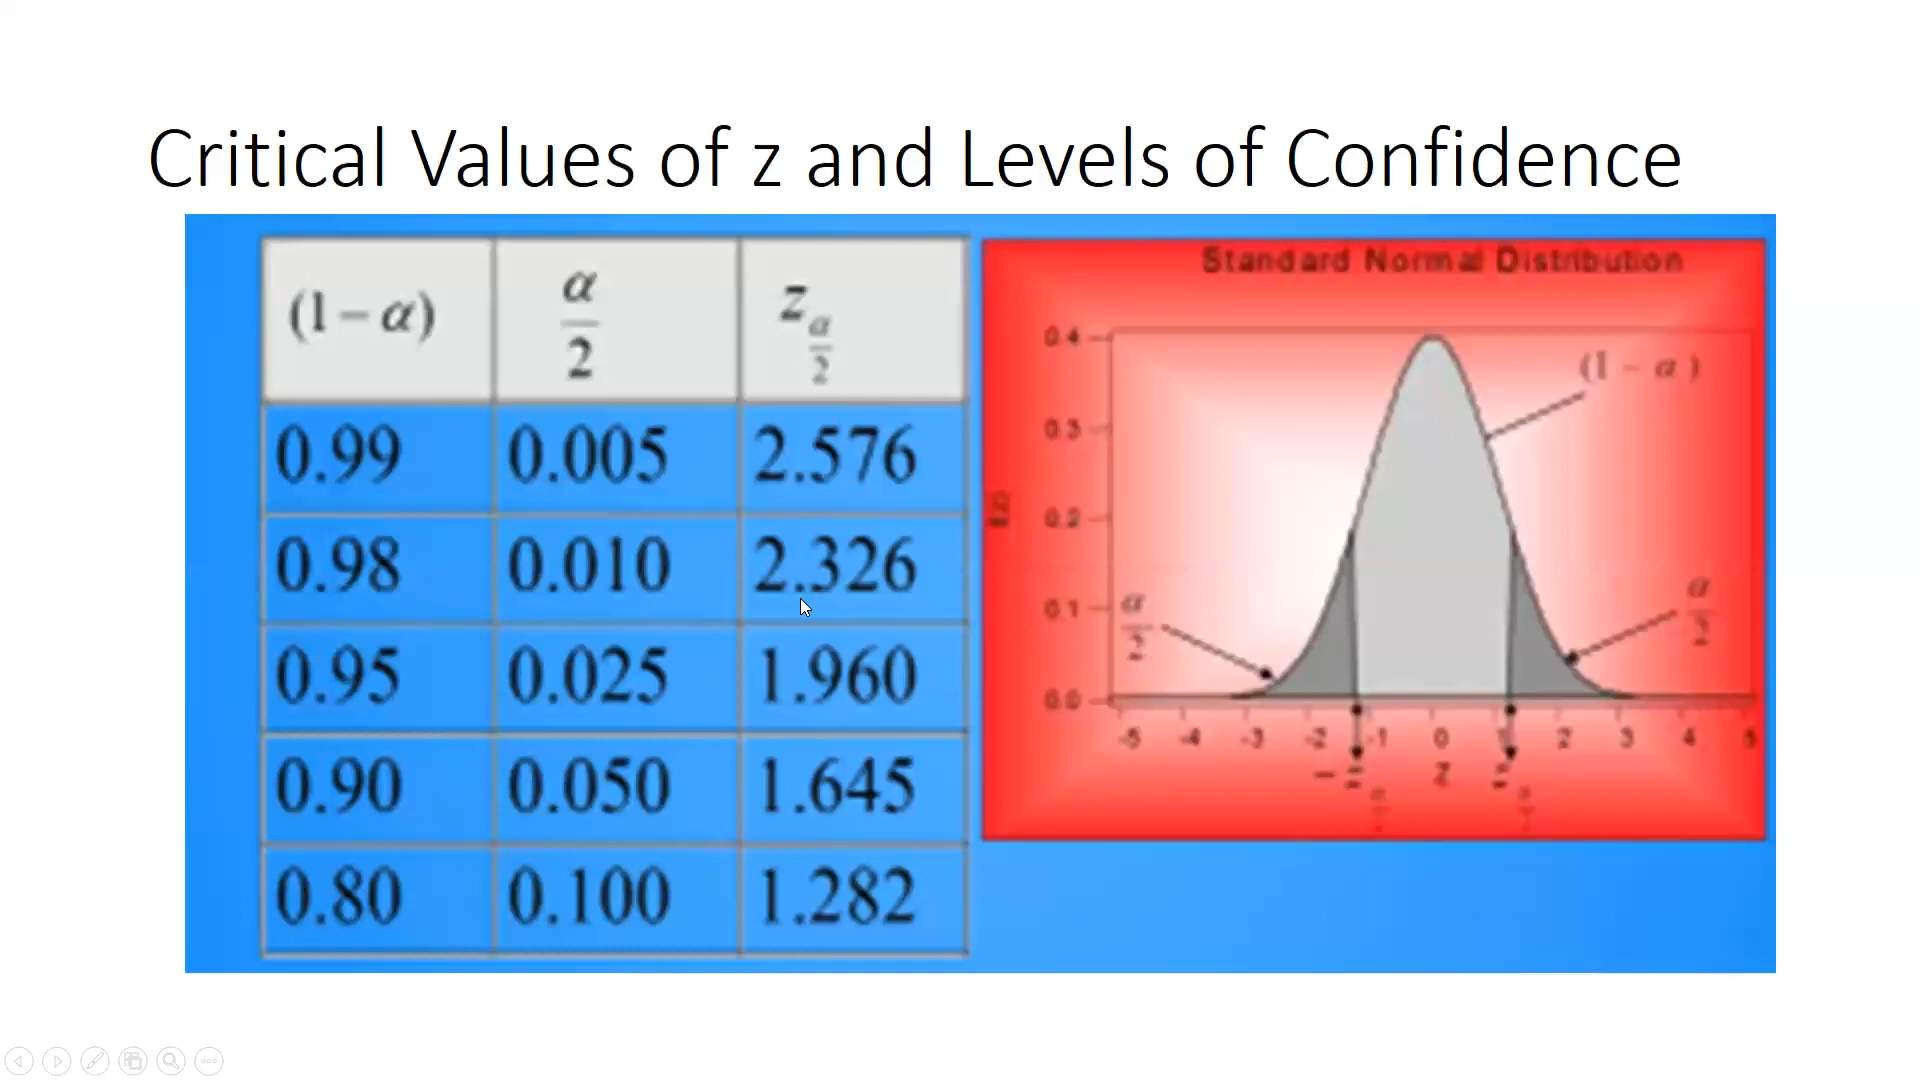 Critical Values of z and Levels of Confidence
(1 − α) α/2 z α/2
0.99 0.005 2.576
0.98 0.010 2.326
0.95 0.025 1.960
0.90 0.050 1.645
0.80 0.100 1.282
Standard Normal Distribution
0.4
(1 − α)
0.3
0.2
0.1
α/2
α/2
0.0
-5 -4 -3 -2 -1 0 1 2 3 4 5
− z α/2 z z α/2